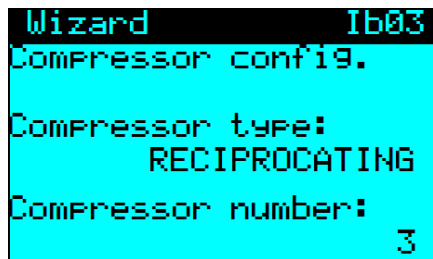 Wizard Ib03
Compressor config.
Compressor type:
RECIPROCATING
Compressor number:
3